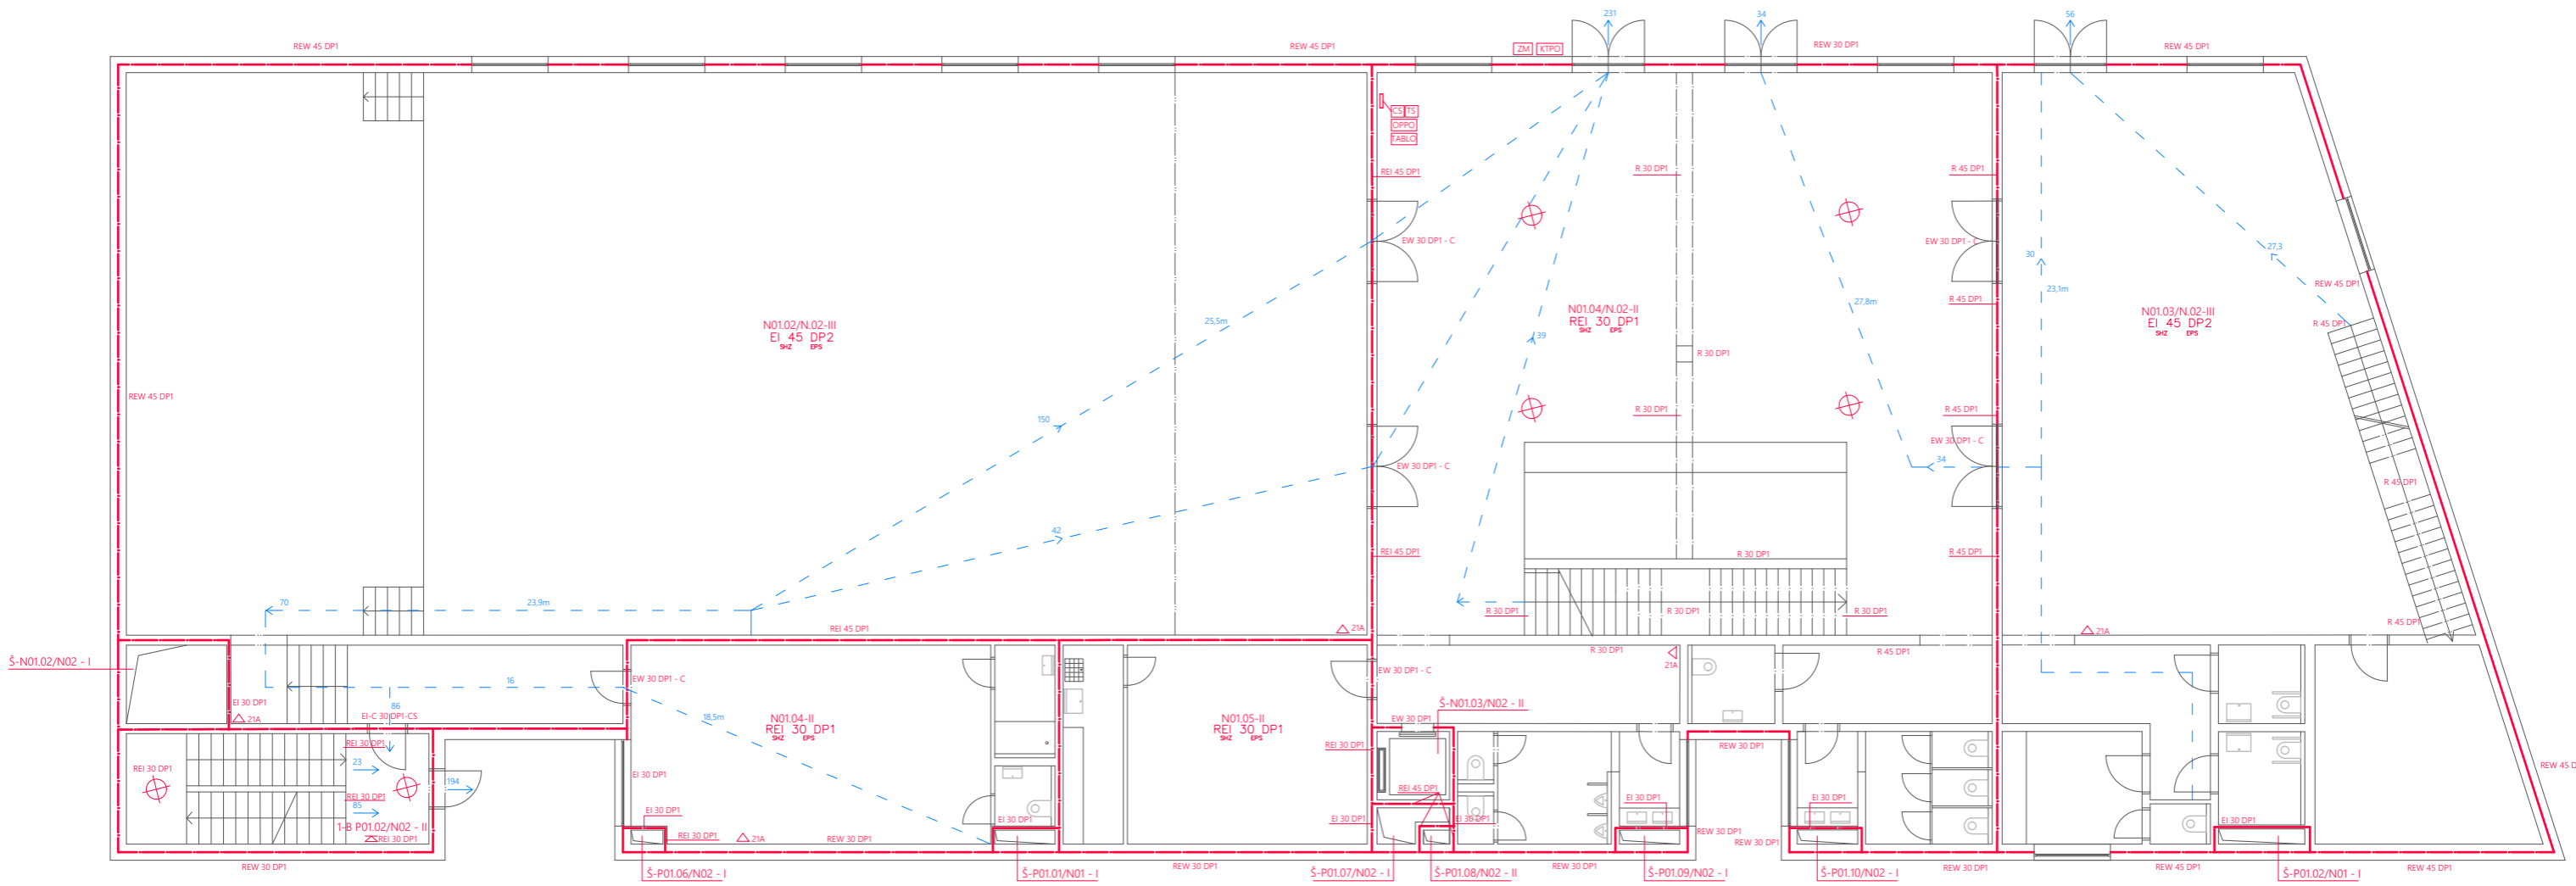 231
34
56
REW 45 DP1
REW 45 DP1
ZM KTPO
REW 30 DP1
REW 45 DP1
CS TS
OPPO
TABLO
REI 45 DP1
R 30 DP1
R 45 DP1
EW 30 DP1 - C
EW 30 DP1 - C
30
27,3
23,1m
REW 45 DP1
N01.02/N.02-III
EI 45 DP2
SHZ EPS
25,5m
N01.04/N.02-II
REI 30 DP1
SHZ EPS
27,8m
R 45 DP1
N01.03/N.02-III
EI 45 DP2
SHZ EPS
R 45 DP1
39
R 30 DP1
REW 45 DP1
150
R 30 DP1
R 45 DP1
EW 30 DP1 - C
EW 30 DP1 - C
34
R 45 DP1
42
REI 45 DP1
R 30 DP1
R 45 DP1
70
23,9m
R 30 DP1
R 30 DP1
R 30 DP1
REI 45 DP1
21A
21A
R 45 DP1
Š-N01.02/N02 - I
R 30 DP1
R 45 DP1
21A
16
EW 30 DP1 - C
EW 30 DP1 - C
EI 30 DP1
86
EI-C 30 DP1-CS
21A
18,5m
N01.04-II
REI 30 DP1
SHZ EPS
N01.05-II
REI 30 DP1
SHZ EPS
Š-N01.03/N02 - II
EW 30 DP1
REI 30 DP1
REI 30 DP1
REW 30 DP1
REI 30 DP1
23
194
EI 30 DP1
REW 45 D
REI 45 DP1
REI 30 DP1
85
EI 30 DP1
EI 30 DP1
EI 30 DP1
1-B P01.02/N02 - II
REI 30 DP1
EI 30 DP1
EI 30 DP1
EI 30 DP1
EI 30 DP1
REI 30 DP1
21A
REW 30 DP1
REW 30 DP1
REW 30 DP1
REW 30 DP1
REW 30 DP1
REW 30 DP1
REW 30 DP1
REW 45 DP1
REW 45 DP1
Š-P01.06/N02 - I
Š-P01.01/N01 - I
Š-P01.07/N02 - I
Š-P01.08/N02 - II
Š-P01.09/N02 - I
Š-P01.10/N02 - I
Š-P01.02/N01 - I